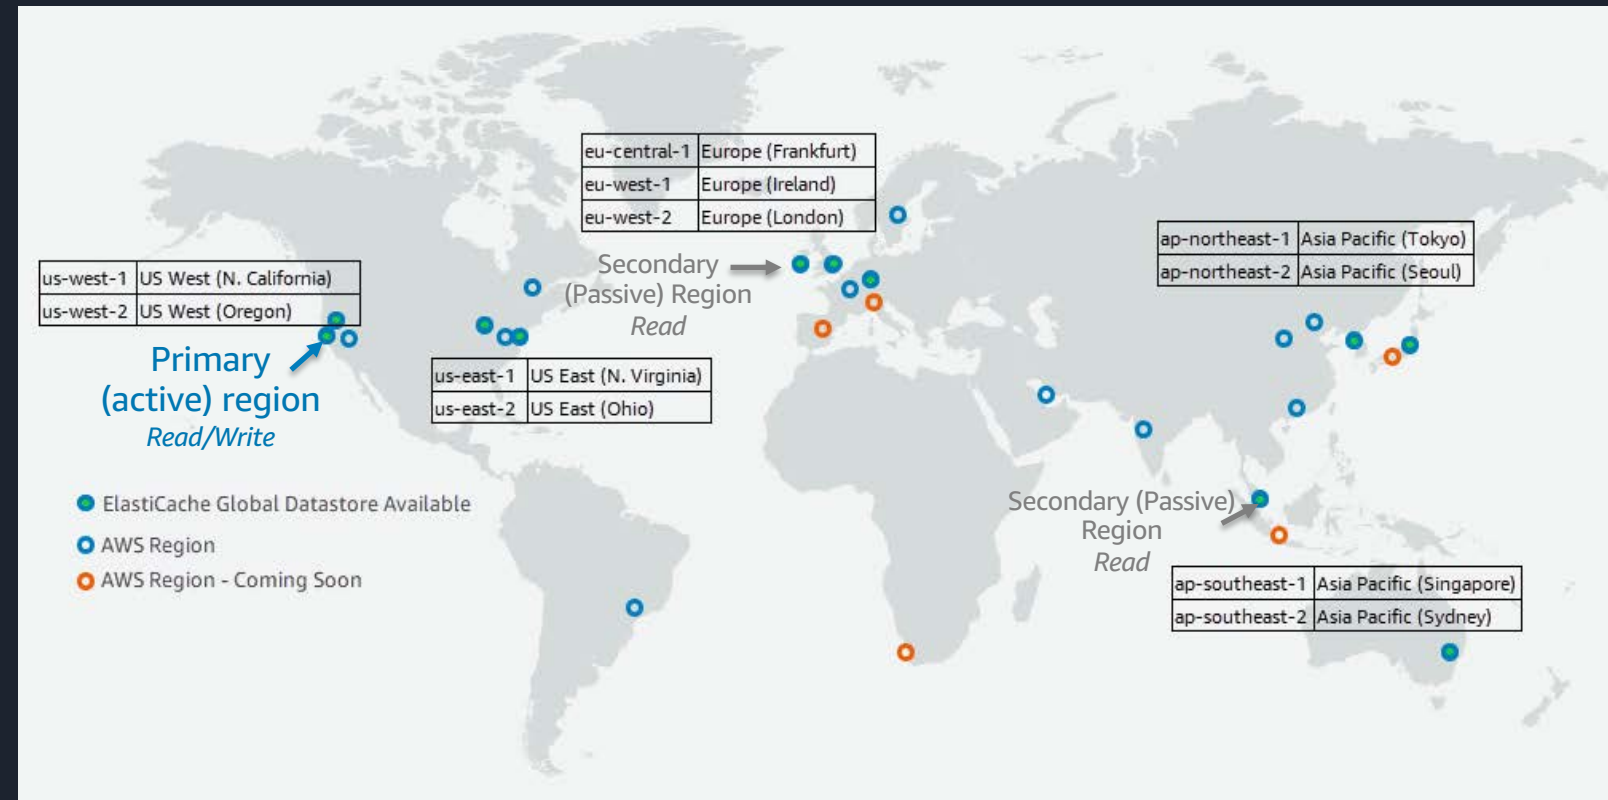 eu-central-1 Europe (Frankfurt)
eu-west-1 Europe (Ireland)
eu-west-2 Europe (London)
ap-northeast-1 Asia Pacific (Tokyo)
ap-northeast-2 Asia Pacific (Seoul)
us-west-1 US West (N. California)
us-west-2 US West (Oregon)
Secondary
(Passive) Region
Read
Primary
(active) region
Read/Write
us-east-1 US East (N. Virginia)
us-east-2 US East (Ohio)
ElastiCache Global Datastore Available
AWS Region
AWS Region - Coming Soon
Secondary (Passive)
Region
Read
ap-southeast-1 Asia Pacific (Singapore)
ap-southeast-2 Asia Pacific (Sydney)